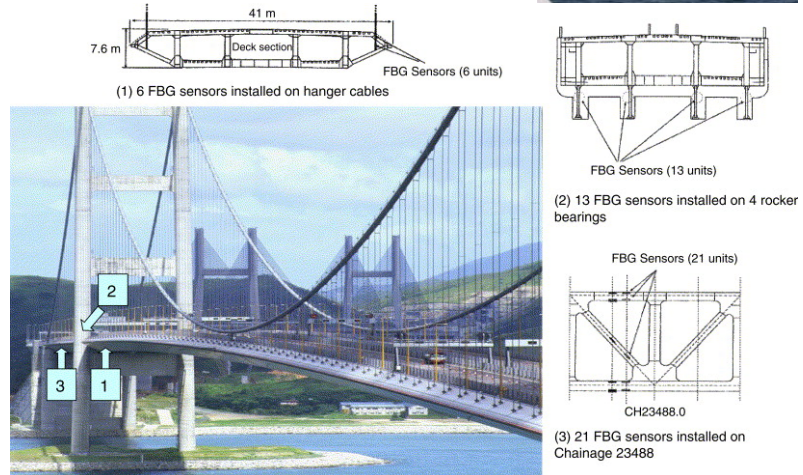 41 m
7.6 m
Deck section
FBG Sensors (6 units)
(1) 6 FBG sensors installed on hanger cables
FBG Sensors (13 units)
(2) 13 FBG sensors installed on 4 rocker
bearings
FBG Sensors (21 units)
CH23488.0
(3) 21 FBG sensors installed on
Chainage 23488
2
3
1